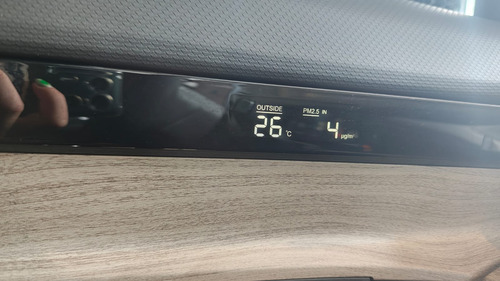 OUTSIDE PM2.5 IN
26 °C 4 µg/m³